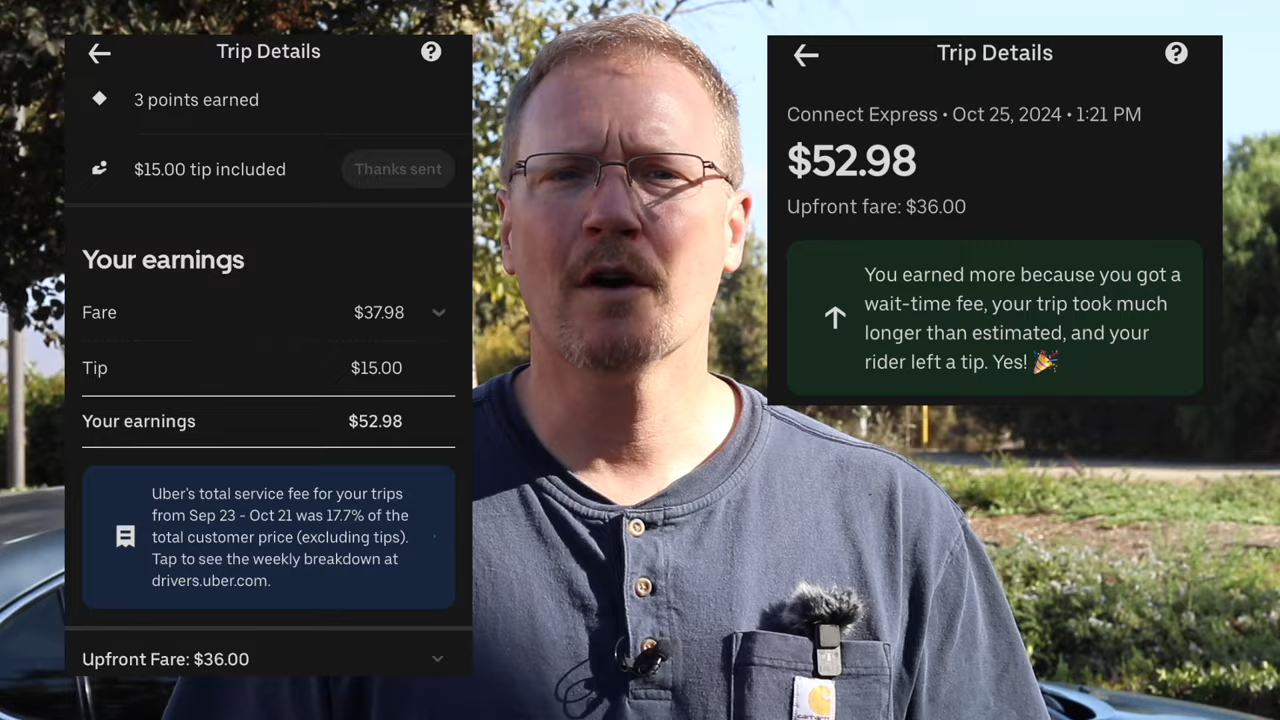 Trip Details
3 points earned
$15.00 tip included
Thanks sent
Your earnings
Fare
$37.98
Tip
$15.00
Your earnings
$52.98
Uber's total service fee for your trips
from Sep 23 - Oct 21 was 17.7% of the
total customer price (excluding tips).
Tap to see the weekly breakdown at
drivers.uber.com.
Upfront Fare: $36.00
Trip Details
Connect Express • Oct 25, 2024 • 1:21 PM
$52.98
Upfront fare: $36.00
You earned more because you got a
wait-time fee, your trip took much
longer than estimated, and your
rider left a tip. Yes! 🎉
carhartt